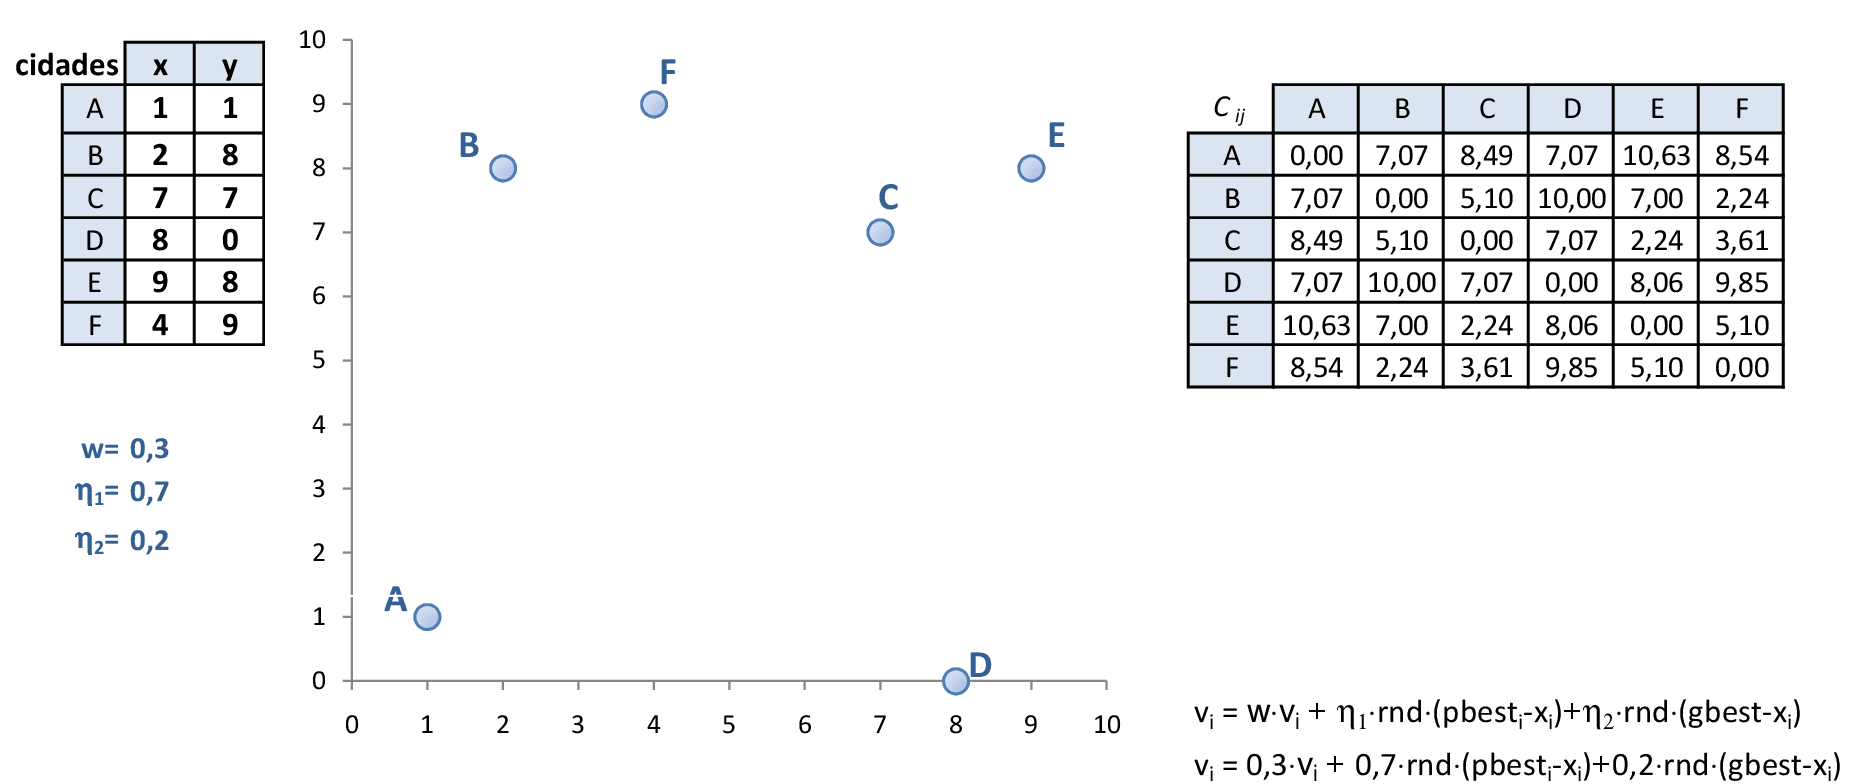 cidades x y
A 1 1
B 2 8
C 7 7
D 8 0
E 9 8
F 4 9
w= 0,3
η1= 0,7
η2= 0,2
10
9
8
7
6
5
4
3
2
1
0
0 1 2 3 4 5 6 7 8 9 10
F
B
E
C
A
D
C ij A B C D E F
A 0,00 7,07 8,49 7,07 10,63 8,54
B 7,07 0,00 5,10 10,00 7,00 2,24
C 8,49 5,10 0,00 7,07 2,24 3,61
D 7,07 10,00 7,07 0,00 8,06 9,85
E 10,63 7,00 2,24 8,06 0,00 5,10
F 8,54 2,24 3,61 9,85 5,10 0,00
vi = w·vi + η1·rnd·(pbesti-xi)+η2·rnd·(gbest-xi)
vi = 0,3·vi + 0,7·rnd·(pbesti-xi)+0,2·rnd·(gbest-xi)